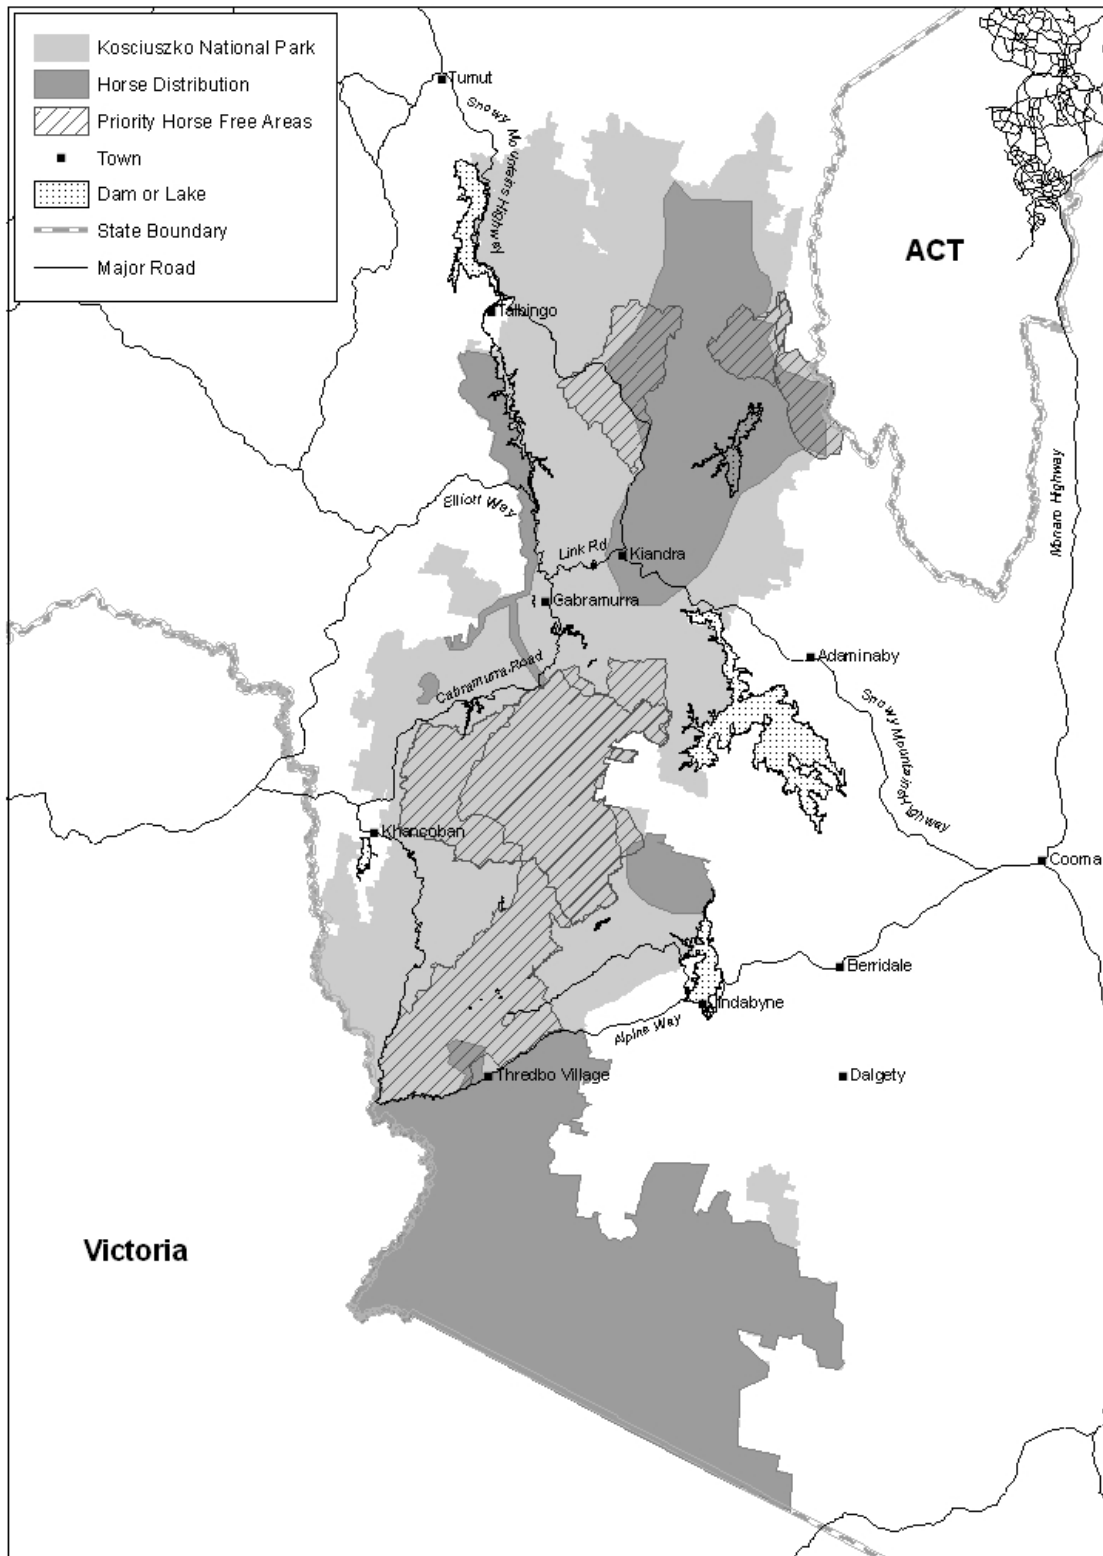 Kosciuszko National Park
Horse Distribution
Priority Horse Free Areas
Town
Dam or Lake
State Boundary
Major Road
Tumut
Snowy Mountains Highway
ACT
Talbingo
Monaro Highway
Elliott Way
Link Rd
Kiandra
Cabramurra
Adaminaby
Cabramurra Road
Snowy Mountains Highway
Khancoban
Cooma
Berridale
Jindabyne
Alpine Way
Thredbo Village
Dalgety
Victoria